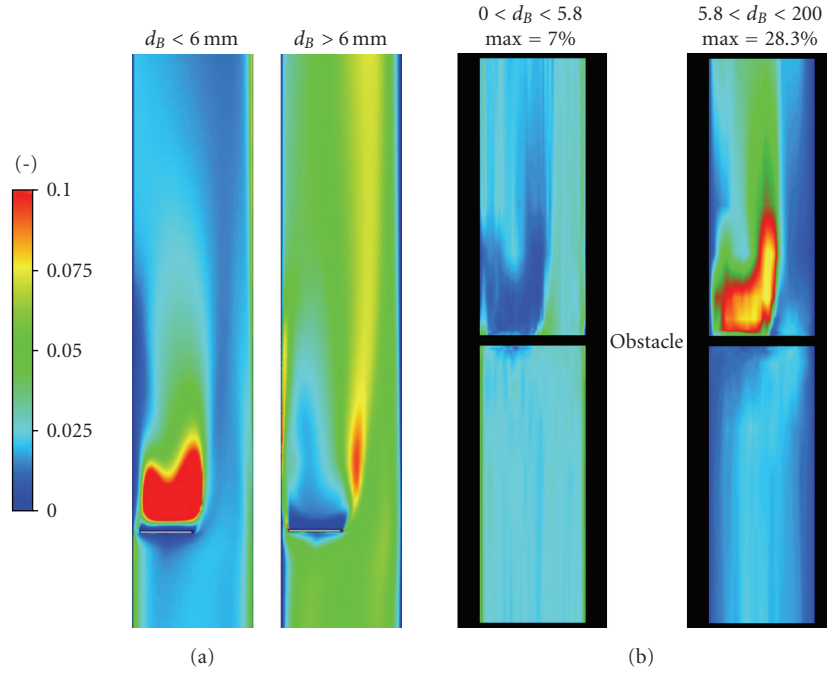 d_B < 6 mm
d_B > 6 mm
0 < d_B < 5.8
max = 7%
5.8 < d_B < 200
max = 28.3%
(-)
0.1
0.075
0.05
0.025
0
Obstacle
(a)
(b)